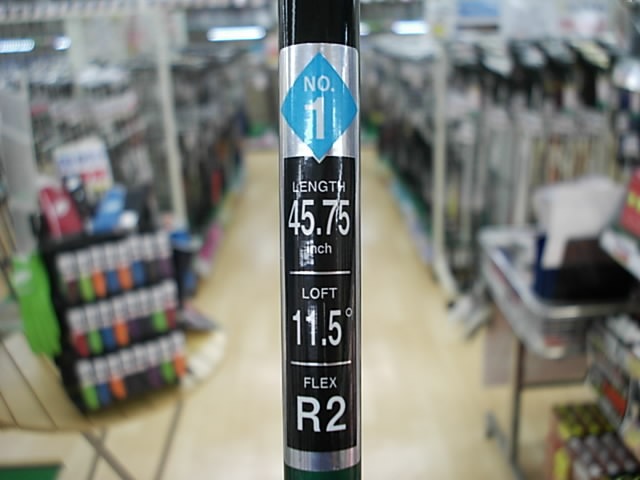 NO.
1
LENGTH
45.75
inch
LOFT
11.5°
FLEX
R2